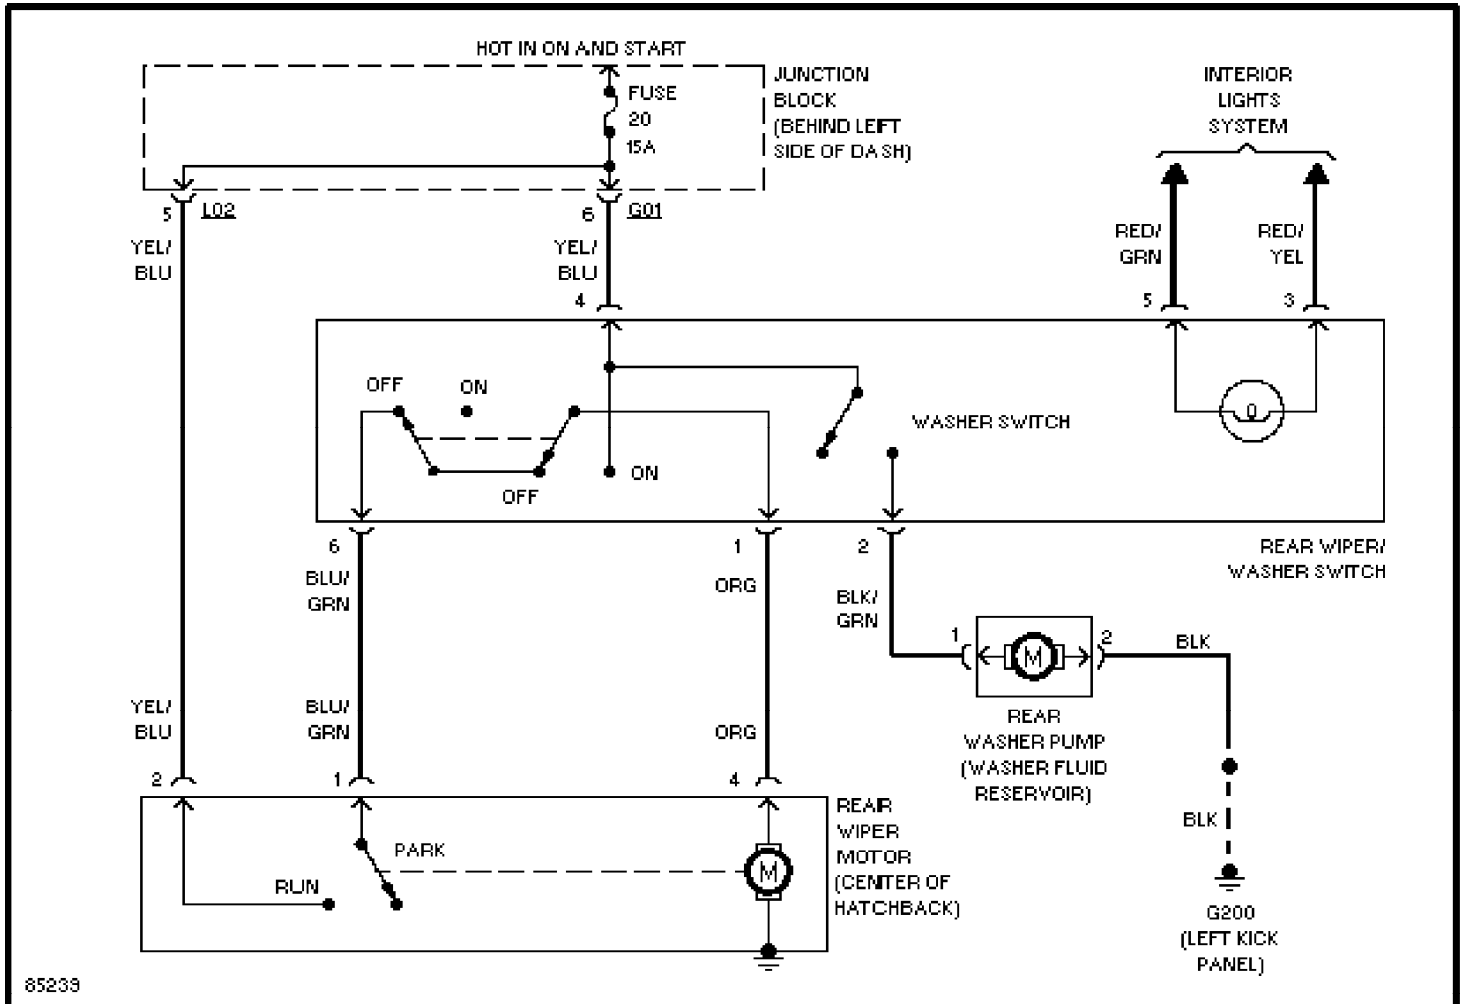 HOT IN ON AND START
FUSE
20
15A
JUNCTION
BLOCK
(BEHIND LEFT
SIDE OF DASH)
INTERIOR
LIGHTS
SYSTEM
5
L02
6
G01
YEL/
BLU
YEL/
BLU
RED/
GRN
RED/
YEL
4
5
3
OFF
ON
WASHER SWITCH
OFF
ON
6
1
2
REAR WIPER/
WASHER SWITCH
BLU/
GRN
ORG
BLK/
GRN
1
M
2
BLK
YEL/
BLU
BLU/
GRN
ORG
REAR
WASHER PUMP
(WASHER FLUID
RESERVOIR)
2
1
4
BLK
REAR
WIPER
MOTOR
(CENTER OF
HATCHBACK)
PARK
RUN
M
G200
(LEFT KICK
PANEL)
85239